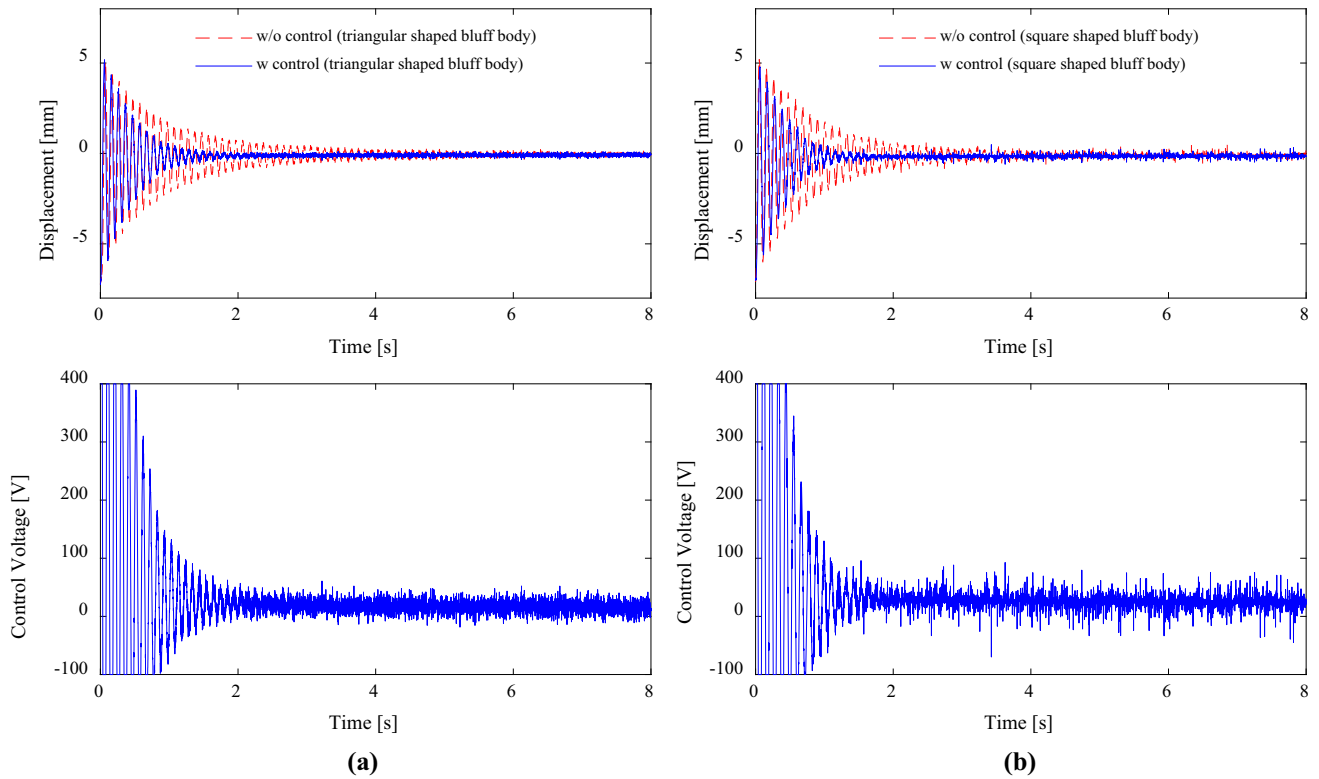 w/o control (triangular shaped bluff body)
w control (triangular shaped bluff body)
5
0
-5
Displacement [mm]
0 2 4 6 8
Time [s]
w/o control (square shaped bluff body)
w control (square shaped bluff body)
5
0
-5
Displacement [mm]
0 2 4 6 8
Time [s]
400
300
200
100
0
-100
Control Voltage [V]
0 2 4 6 8
Time [s]
(a)
400
300
200
100
0
-100
Control Voltage [V]
0 2 4 6 8
Time [s]
(b)